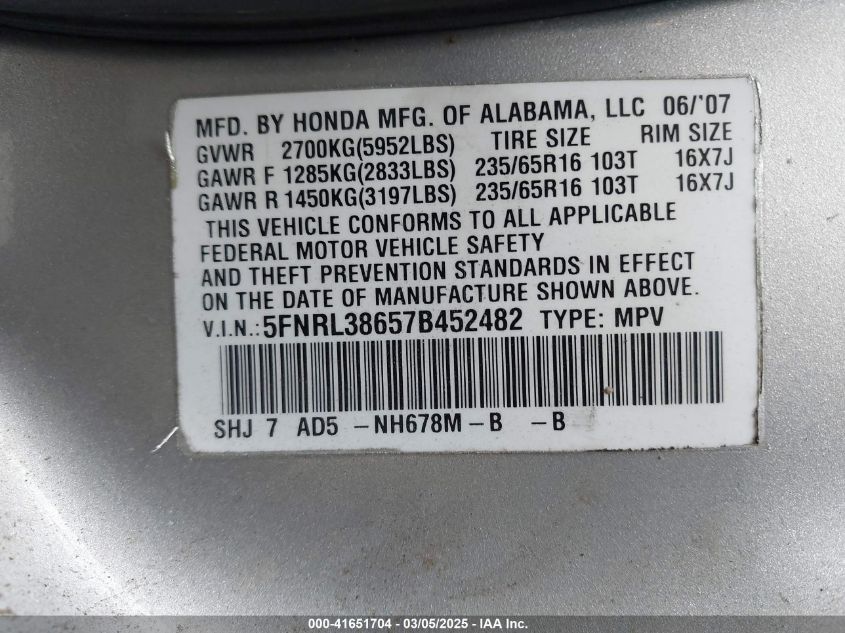 MFD. BY HONDA MFG. OF ALABAMA, LLC 06/'07
GVWR 2700KG(5952LBS) TIRE SIZE RIM SIZE
GAWR F 1285KG(2833LBS) 235/65R16 103T 16X7J
GAWR R 1450KG(3197LBS) 235/65R16 103T 16X7J
THIS VEHICLE CONFORMS TO ALL APPLICABLE
FEDERAL MOTOR VEHICLE SAFETY
AND THEFT PREVENTION STANDARDS IN EFFECT
ON THE DATE OF MANUFACTURE SHOWN ABOVE.
V.I.N.:5FNRL38657B452482 TYPE: MPV
SHJ 7 AD5 -NH678M-B -B
000-41651704 - 03/05/2025 - IAA Inc.